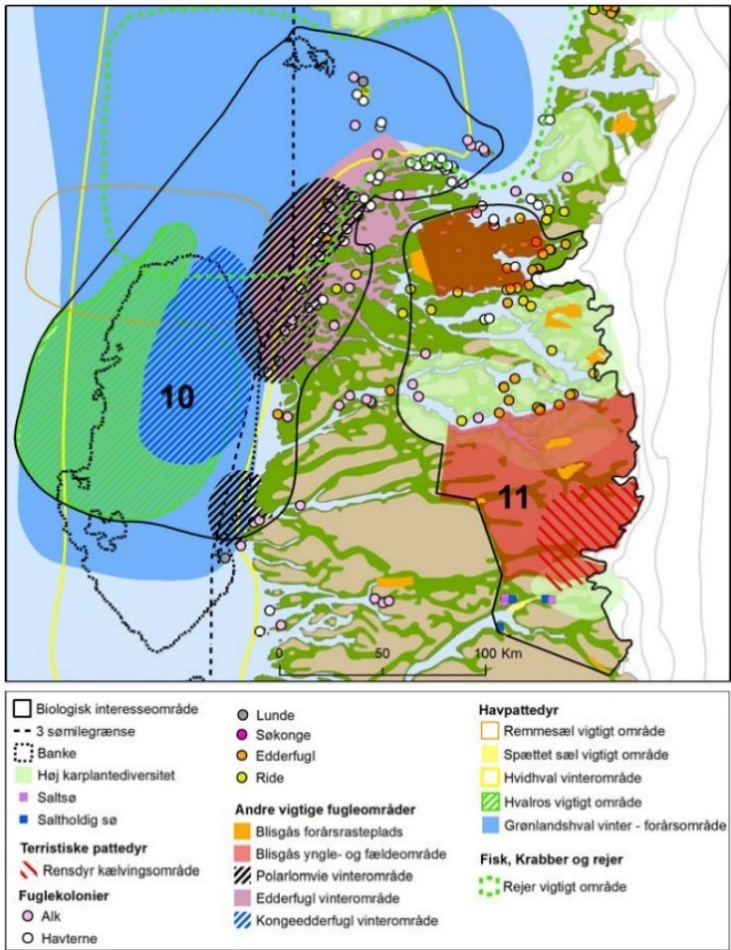 10
11
0 50 100 Km
Biologisk interesseområde
3 sømilegrænse
Banke
Høj karplantediversitet
Saltsø
Saltholdig sø
Terristiske pattedyr
Rensdyr kælvingsområde
Fuglekolonier
Alk
Havterne
Lunde
Søkonge
Edderfugl
Ride
Andre vigtige fugleområder
Blisgås forårsrasteplads
Blisgås yngle- og fældeområde
Polarlomvie vinterområde
Edderfugl vinterområde
Kongeedderfugl vinterområde
Havpattedyr
Remmesæl vigtigt område
Spættet sæl vigtigt område
Hvidhval vinterområde
Hvalros vigtigt område
Grønlandshval vinter - forårsområde
Fisk, Krabber og rejer
Rejer vigtigt område